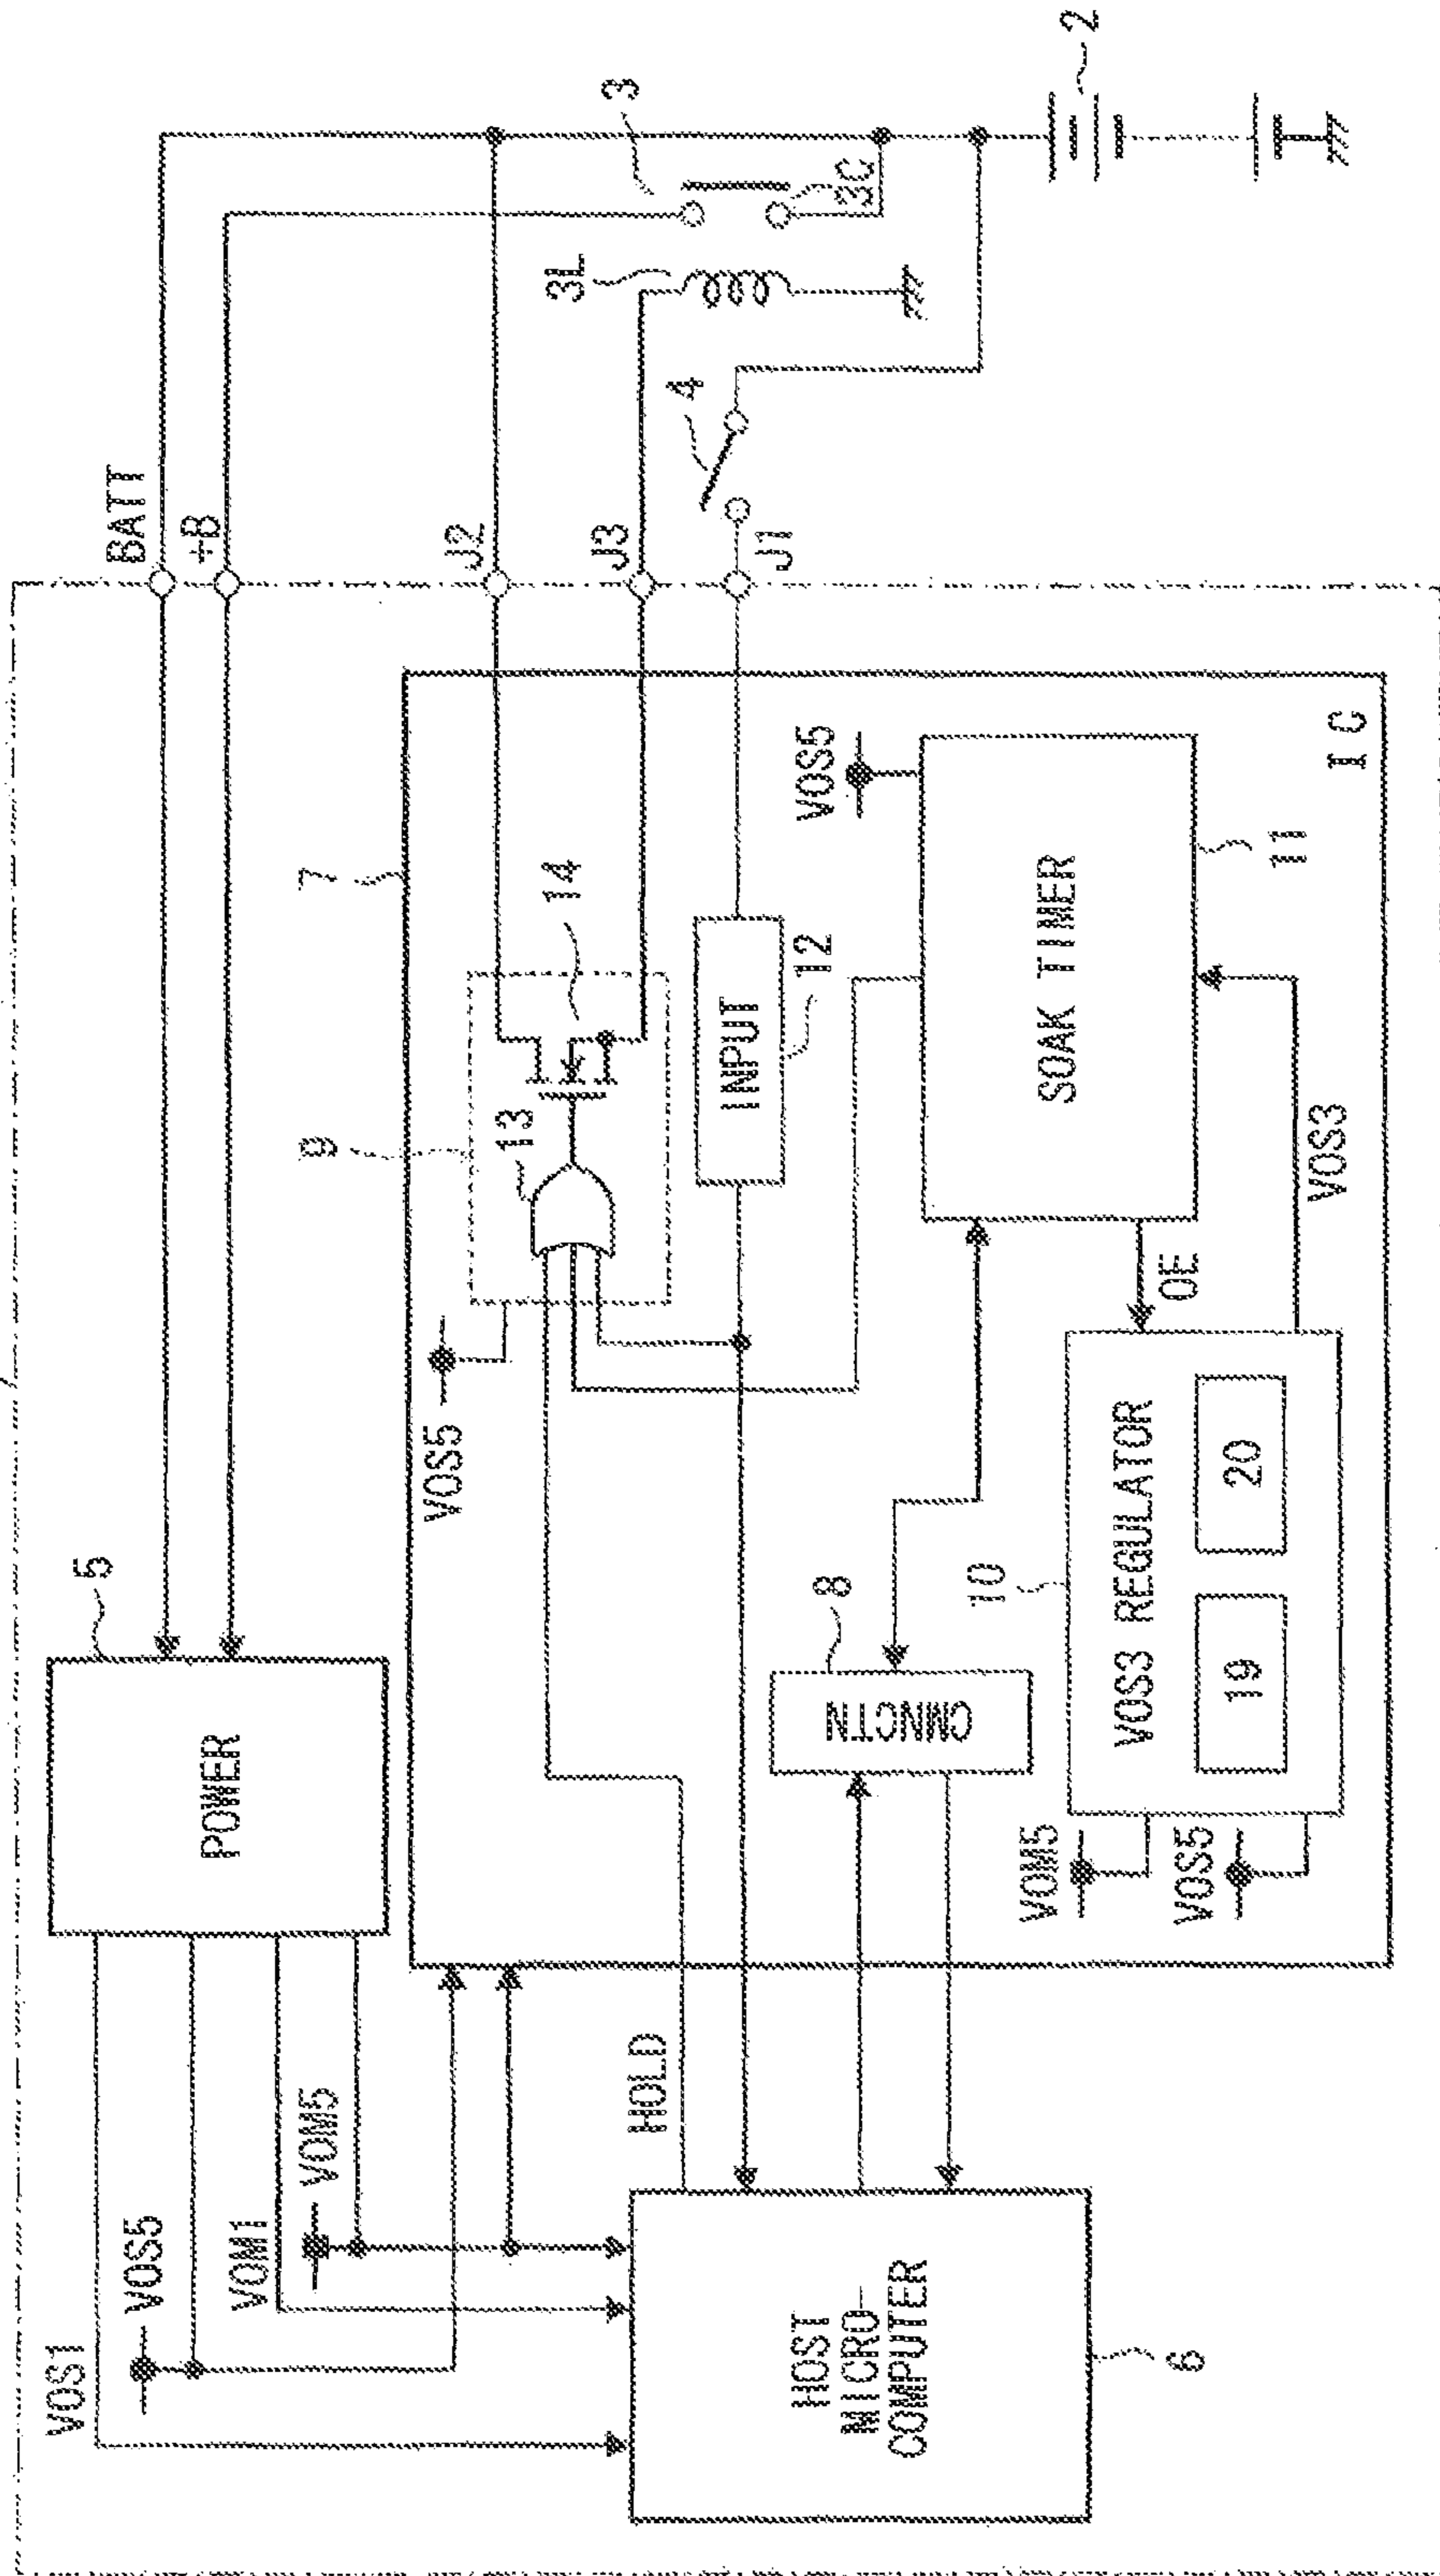 BATT
+B
J2
J3
J1
2
3
3C
3L
4
5
POWER
7
9
13
14
INPUT
12
VOS5
SOAK TIMER
11
IC
VOS5
OE
VOS3
8
CMNCTN
10
VOS3 REGULATOR
19
20
VOM5
VOS5
VOS1
VOS5
VOM1
VOM5
HOLD
HOST
MICRO-
COMPUTER
6